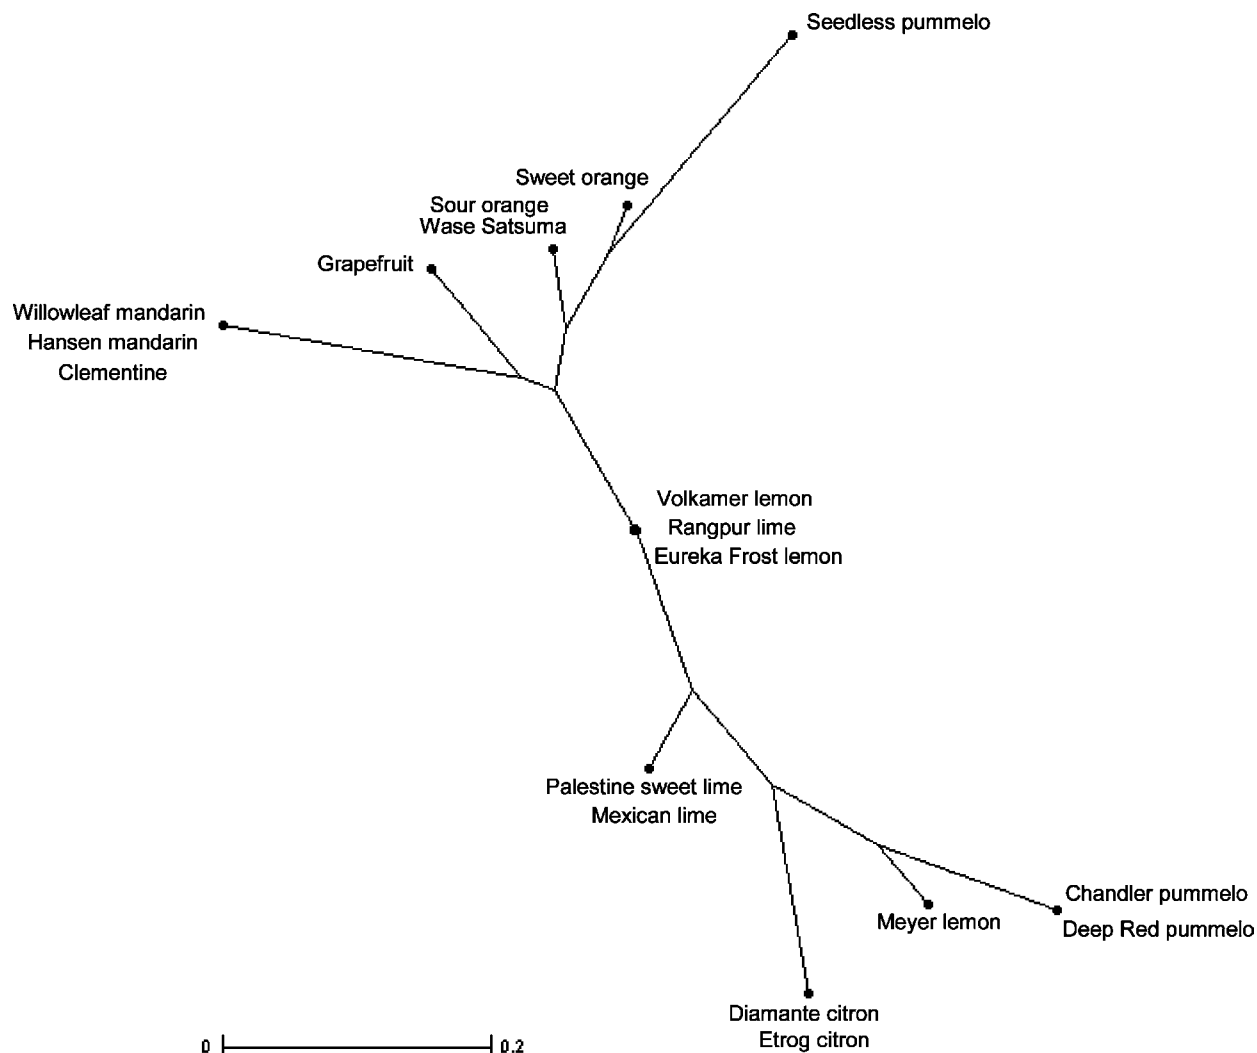 Seedless pummelo
Sweet orange
Sour orange
Wase Satsuma
Grapefruit
Willowleaf mandarin
Hansen mandarin
Clementine
Volkamer lemon
Rangpur lime
Eureka Frost lemon
Palestine sweet lime
Mexican lime
Chandler pummelo
Deep Red pummelo
Meyer lemon
Diamante citron
Etrog citron
0 0.2